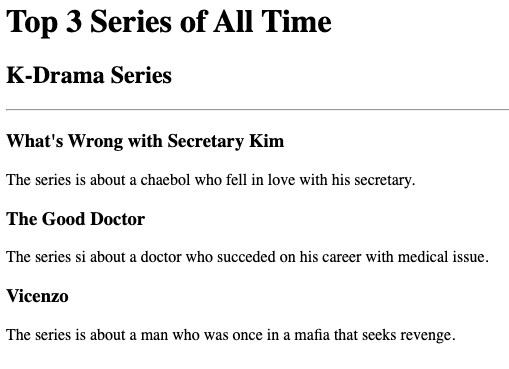 Top 3 Series of All Time
K-Drama Series
What's Wrong with Secretary Kim
The series is about a chaebol who fell in love with his secretary.
The Good Doctor
The series si about a doctor who succeded on his career with medical issue.
Vicenzo
The series is about a man who was once in a mafia that seeks revenge.